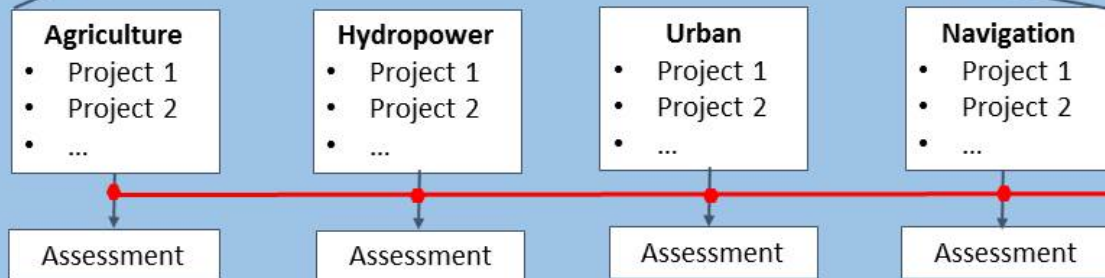 Agriculture
• Project 1
• Project 2
• ...
Hydropower
• Project 1
• Project 2
• ...
Urban
• Project 1
• Project 2
• ...
Navigation
• Project 1
• Project 2
• ...
Assessment
Assessment
Assessment
Assessment